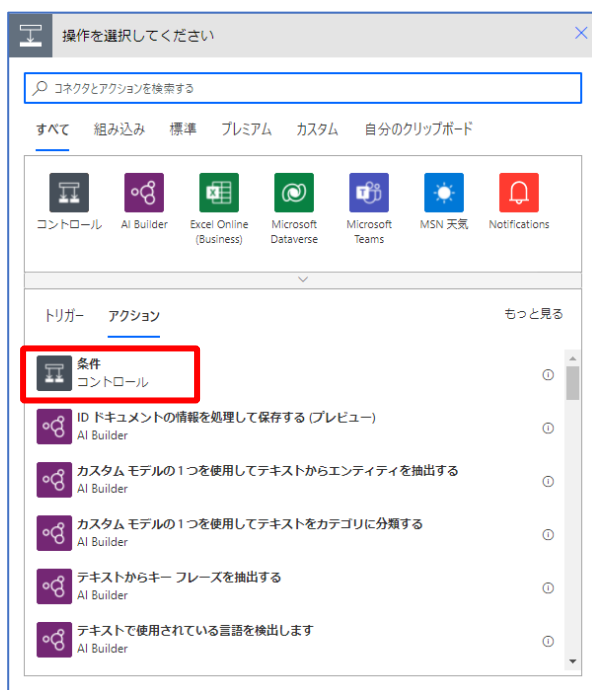 操作を選択してください
コネクタとアクションを検索する
すべて 組み込み 標準 プレミアム カスタム 自分のクリップボード
コントロール AI Builder Excel Online (Business) Microsoft Dataverse Microsoft Teams MSN 天気 Notifications
トリガー アクション もっと見る
条件
コントロール
ID ドキュメントの情報を処理して保存する (プレビュー)
AI Builder
カスタム モデルの 1 つを使用してテキストからエンティティを抽出する
AI Builder
カスタム モデルの 1 つを使用してテキストをカテゴリに分類する
AI Builder
テキストからキー フレーズを抽出する
AI Builder
テキストで使用されている言語を検出します
AI Builder